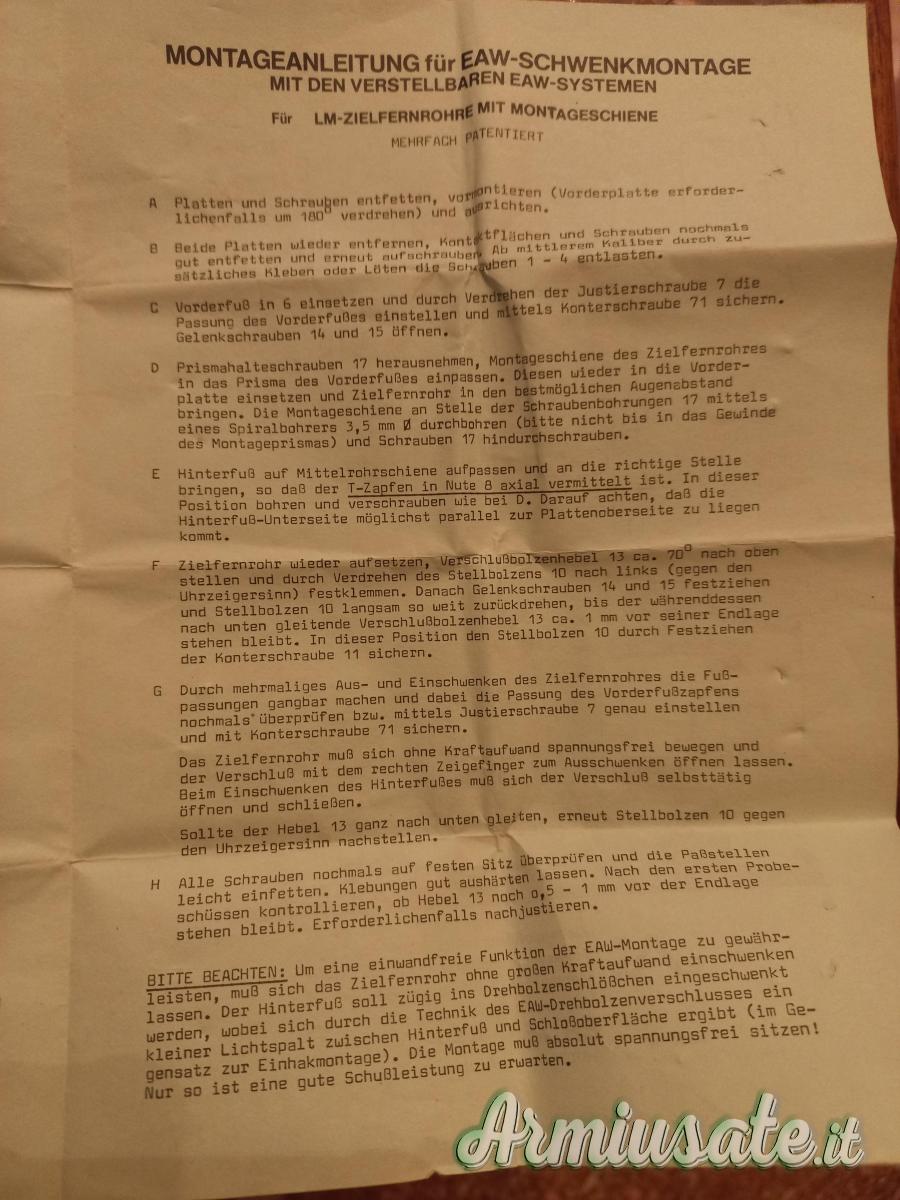 MONTAGEANLEITUNG für EAW-SCHWENKMONTAGE
MIT DEN VERSTELLBAREN EAW-SYSTEMEN
Für LM-ZIELFERNROHRE MIT MONTAGESCHIENE
MEHRFACH PATENTIERT
A Platten und Schrauben entfetten, vormontieren (Vorderplatte erforder-
lichenfalls um 180° verdrehen) und ausrichten.
B Beide Platten wieder entfernen, Kontaktflächen und Schrauben nochmals
gut entfetten und erneut aufschrauben. Ab mittlerem Kaliber durch zu-
sätzliches Kleben oder Löten die Schrauben 1 - 4 entlasten.
C Vorderfuß in 6 einsetzen und durch Verdrehen der Justierschraube 7 die
Passung des Vorderfußes einstellen und mittels Konterschraube 71 sichern.
Gelenkschrauben 14 und 15 öffnen.
D Prismahalteschrauben 17 herausnehmen, Montageschiene des Zielfernrohres
in das Prisma des Vorderfußes einpassen. Diesen wieder in die Vorder-
platte einsetzen und Zielfernrohr in den bestmöglichen Augenabstand
bringen. Die Montageschiene an Stelle der Schraubenbohrungen 17 mittels
eines Spiralbohrers 3,5 mm Ø durchbohren (bitte nicht bis in das Gewinde
des Montageprismas) und Schrauben 17 hindurchschrauben.
E Hinterfuß auf Mittelrohrschiene aufpassen und an die richtige Stelle
bringen, so daß der T-Zapfen in Nute 8 axial vermittelt ist. In dieser
Position bohren und verschrauben wie bei D. Darauf achten, daß die
Hinterfuß-Unterseite möglichst parallel zur Plattenoberseite zu liegen
kommt.
F Zielfernrohr wieder aufsetzen, Verschlußbolzenhebel 13 ca. 70° nach oben
stellen und durch Verdrehen des Stellbolzens 10 nach links (gegen den
Uhrzeigersinn) festklemmen. Danach Gelenkschrauben 14 und 15 festziehen
und Stellbolzen 10 langsam so weit zurückdrehen, bis der währenddessen
nach unten gleitende Verschlußbolzenhebel 13 ca. 1 mm vor seiner Endlage
stehen bleibt. In dieser Position den Stellbolzen 10 durch Festziehen
der Konterschraube 11 sichern.
G Durch mehrmaliges Aus- und Einschwenken des Zielfernrohres die Fuß-
passungen gangbar machen und dabei die Passung des Vorderfußzapfens
nochmals überprüfen bzw. mittels Justierschraube 7 genau einstellen
und mit Konterschraube 71 sichern.
Das Zielfernrohr muß sich ohne Kraftaufwand spannungsfrei bewegen und
der Verschluß mit dem rechten Zeigefinger zum Ausschwenken öffnen lassen.
Beim Einschwenken des Hinterfußes muß sich der Verschluß selbsttätig
öffnen und schließen.
Sollte der Hebel 13 ganz nach unten gleiten, erneut Stellbolzen 10 gegen
den Uhrzeigersinn nachstellen.
H Alle Schrauben nochmals auf festen Sitz überprüfen und die Paßstellen
leicht einfetten. Klebungen gut aushärten lassen. Nach den ersten Probe-
schüssen kontrollieren, ob Hebel 13 noch 0,5 - 1 mm vor der Endlage
stehen bleibt. Erforderlichenfalls nachjustieren.
BITTE BEACHTEN: Um eine einwandfreie Funktion der EAW-Montage zu gewähr-
leisten, muß sich das Zielfernrohr ohne großen Kraftaufwand einschwenken
lassen. Der Hinterfuß soll zügig ins Drehbolzenschlößchen eingeschwenkt
werden, wobei sich durch die Technik des EAW-Drehbolzenverschlusses ein
kleiner Lichtspalt zwischen Hinterfuß und Schloßoberfläche ergibt (im Ge-
gensatz zur Einhakmontage). Die Montage muß absolut spannungsfrei sitzen!
Nur so ist eine gute Schußleistung zu erwarten.
Armiusate.it